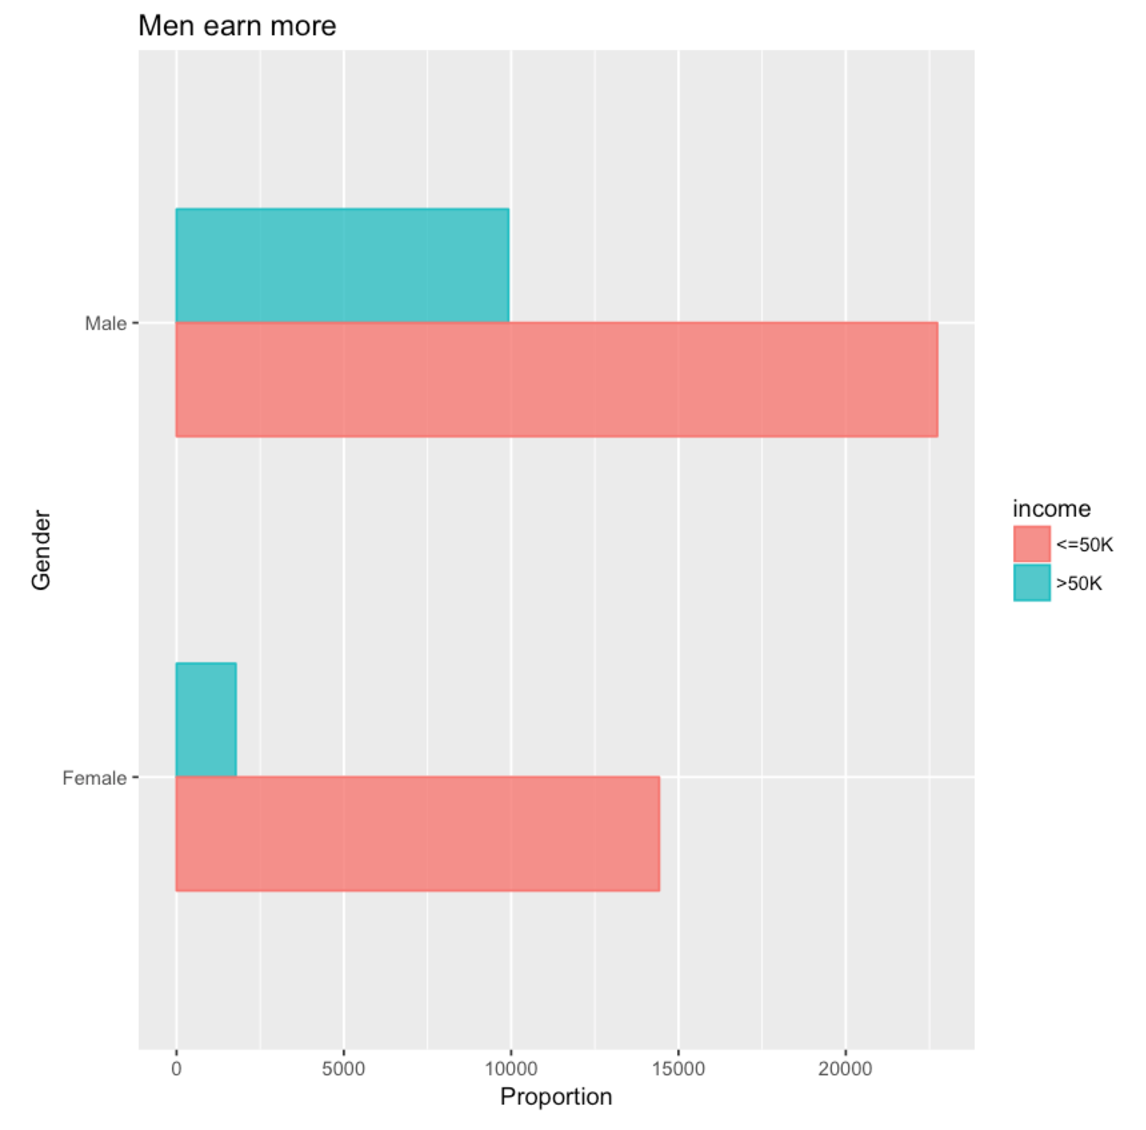 Men earn more
Male
Female
Gender
0 5000 10000 15000 20000
Proportion
income
<=50K
>50K